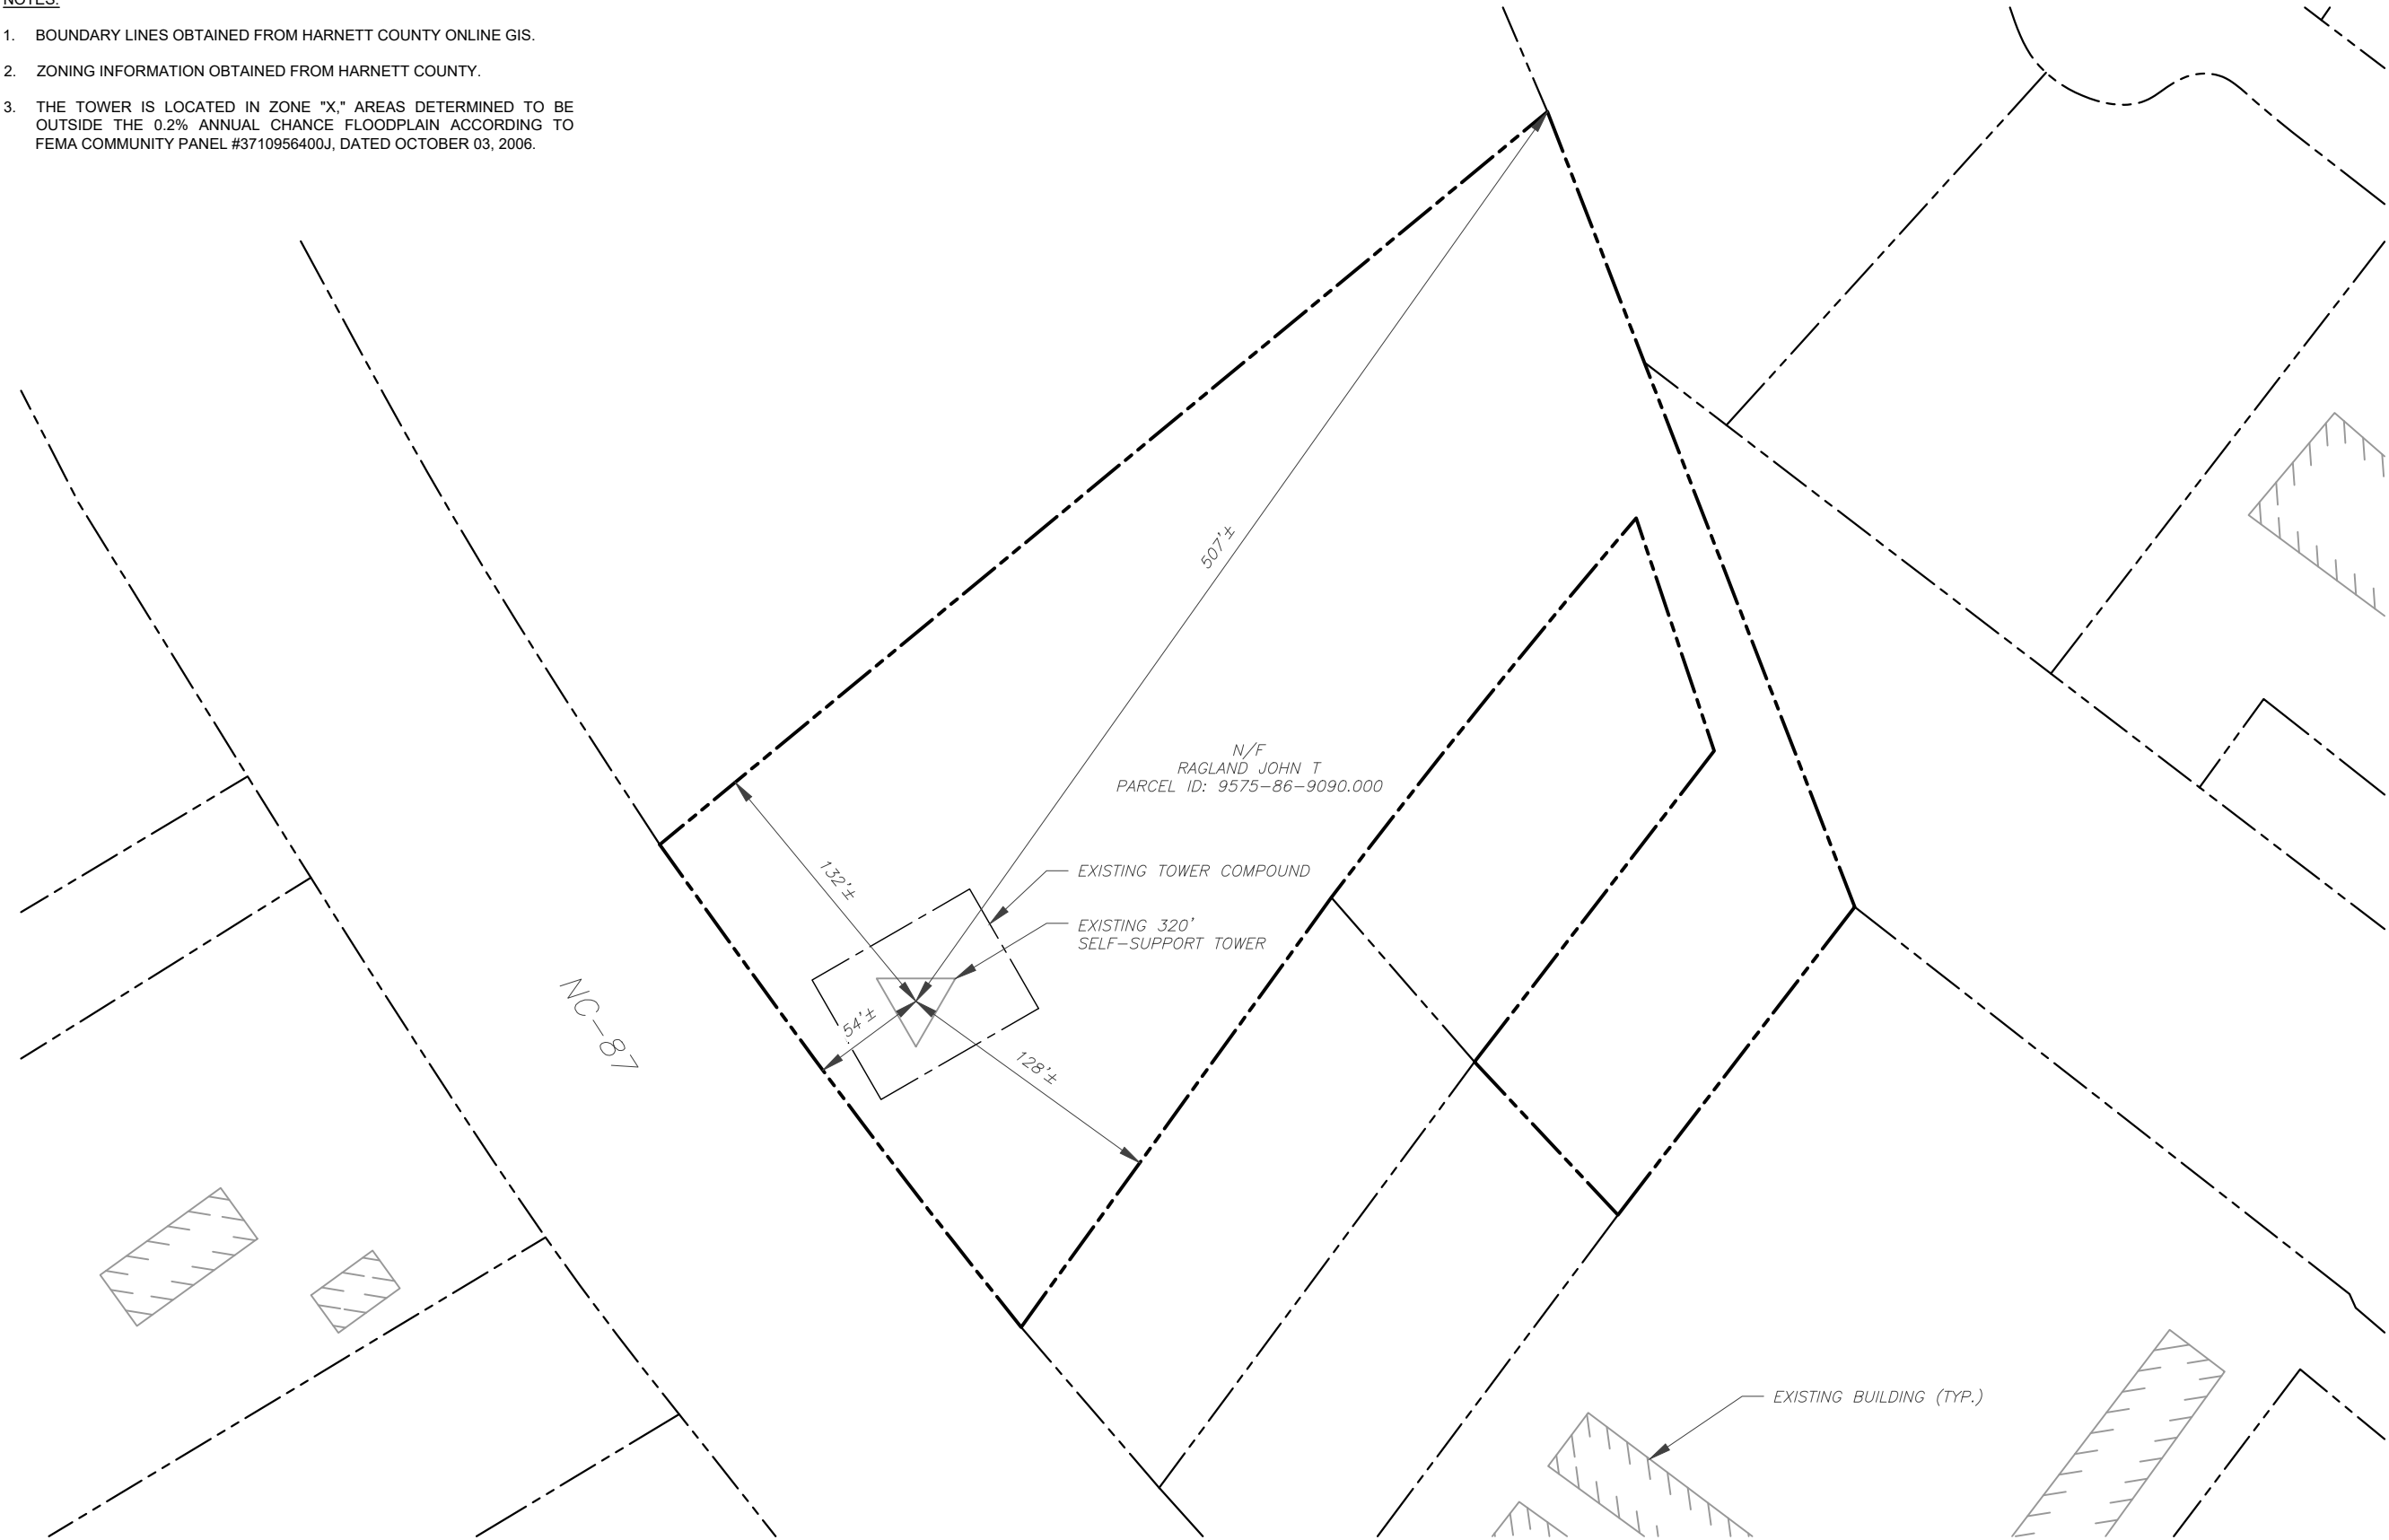 NOTES:
1. BOUNDARY LINES OBTAINED FROM HARNETT COUNTY ONLINE GIS.
2. ZONING INFORMATION OBTAINED FROM HARNETT COUNTY.
3. THE TOWER IS LOCATED IN ZONE "X," AREAS DETERMINED TO BE
OUTSIDE THE 0.2% ANNUAL CHANCE FLOODPLAIN ACCORDING TO
FEMA COMMUNITY PANEL #3710956400J, DATED OCTOBER 03, 2006.
507'±
N/F
RAGLAND JOHN T
PARCEL ID: 9575-86-9090.000
132'±
EXISTING TOWER COMPOUND
EXISTING 320'
SELF-SUPPORT TOWER
NC-87
54'±
128'±
EXISTING BUILDING (TYP.)